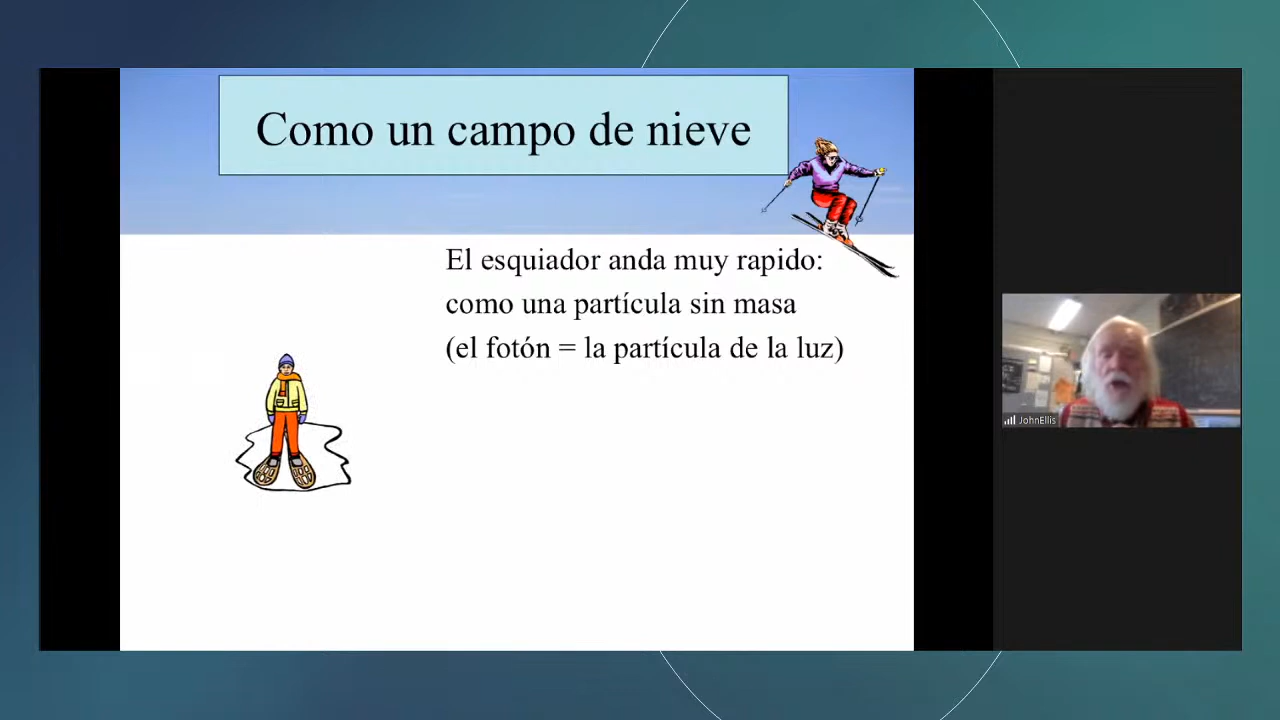 Como un campo de nieve
El esquiador anda muy rapido:
como una partícula sin masa
(el fotón = la partícula de la luz)
JohnEllis